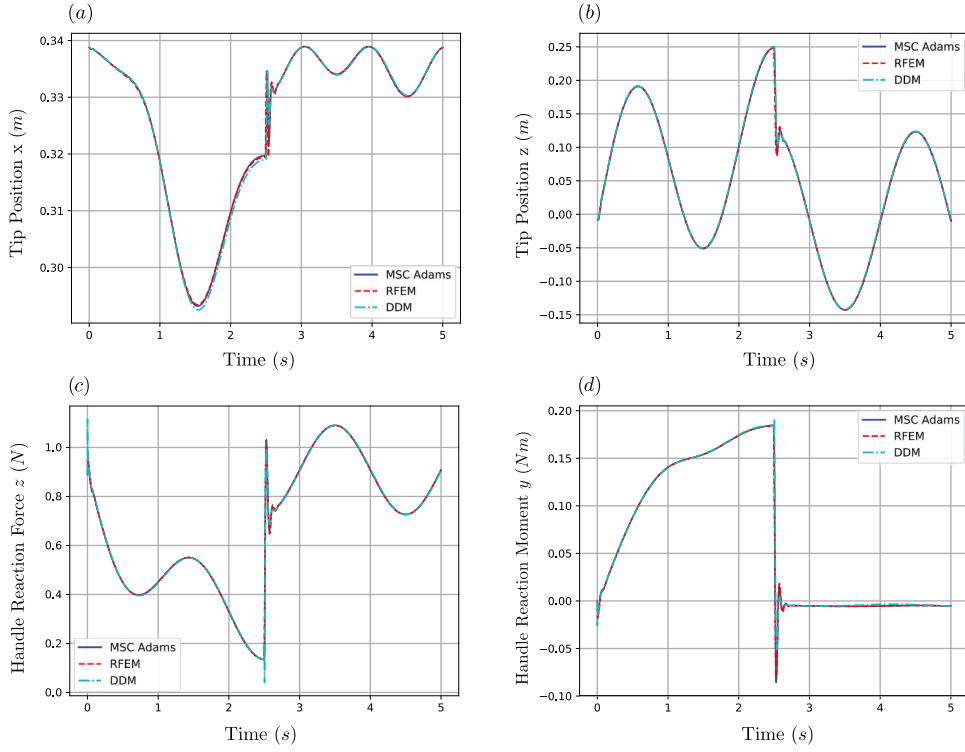 (a)
Tip Position x (m)
0.34
0.33
0.32
0.31
0.30
MSC Adams
RFEM
DDM
0 1 2 3 4 5
Time (s)
(b)
Tip Position z (m)
0.25
0.20
0.15
0.10
0.05
0.00
−0.05
−0.10
−0.15
MSC Adams
RFEM
DDM
0 1 2 3 4 5
Time (s)
(c)
Handle Reaction Force z (N)
1.0
0.8
0.6
0.4
0.2
0.0
MSC Adams
RFEM
DDM
0 1 2 3 4 5
Time (s)
(d)
Handle Reaction Moment y (Nm)
0.20
0.15
0.10
0.05
0.00
−0.05
−0.10
MSC Adams
RFEM
DDM
0 1 2 3 4 5
Time (s)